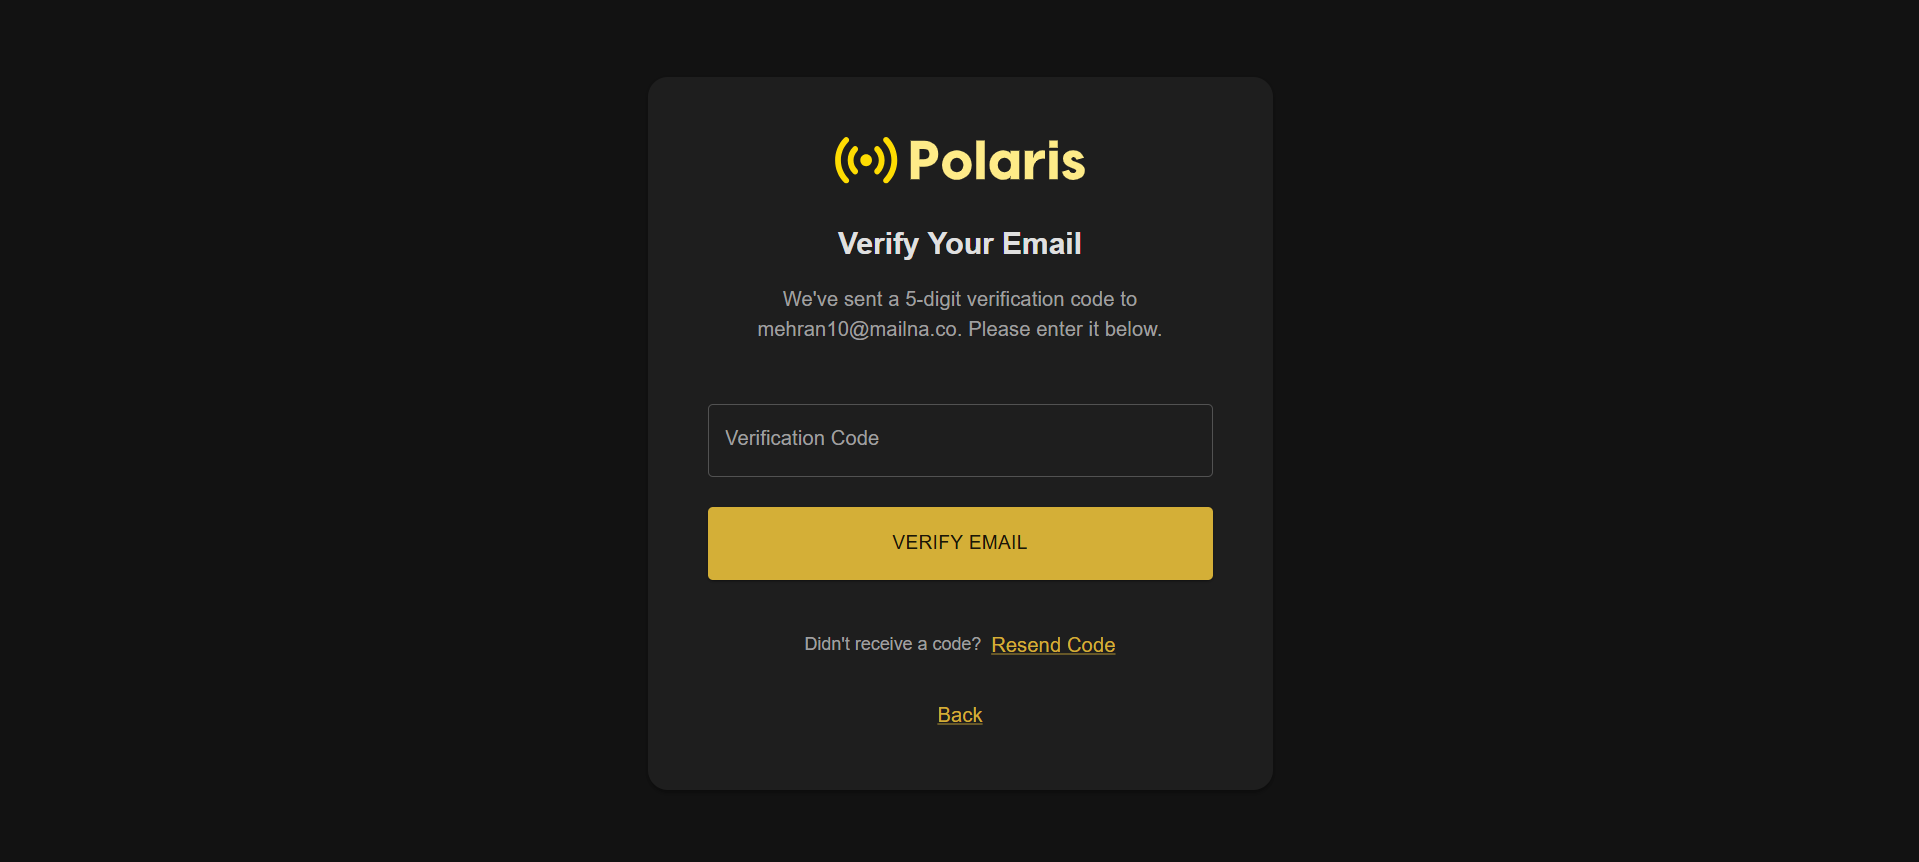 Polaris
Verify Your Email
We've sent a 5-digit verification code to
mehran10@mailna.co. Please enter it below.
Verification Code
VERIFY EMAIL
Didn't receive a code? Resend Code
Back